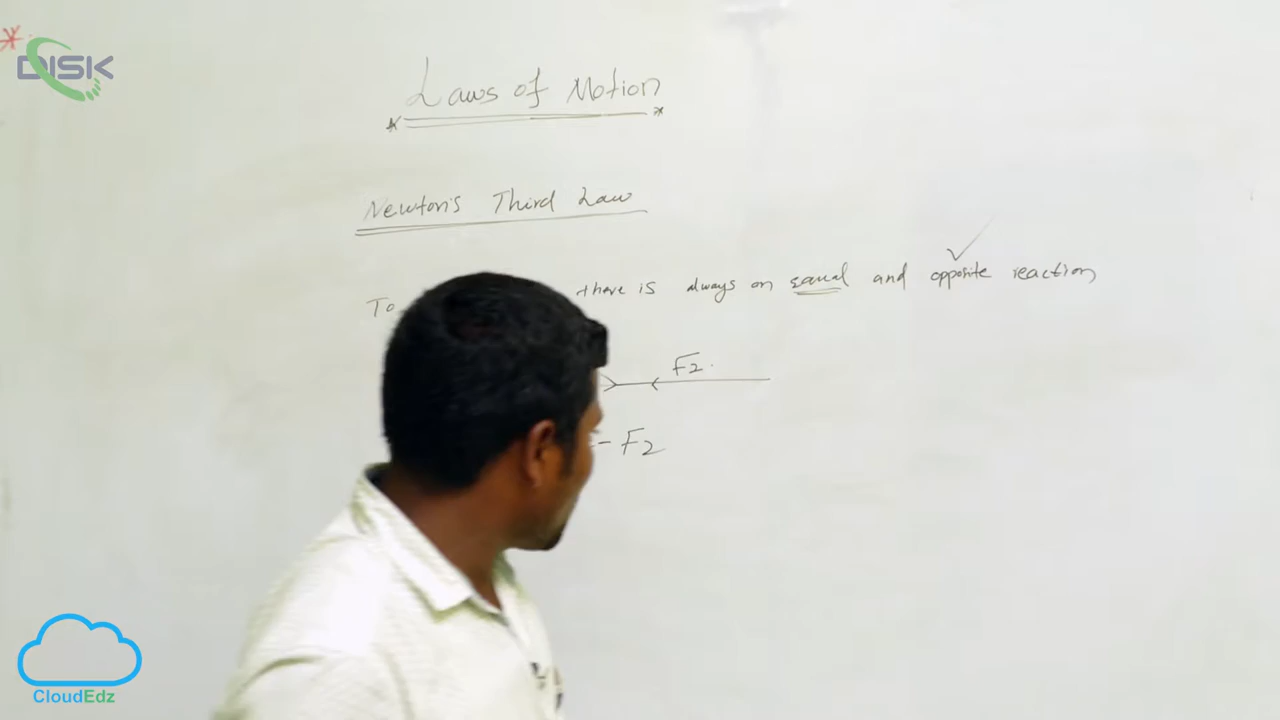 DISK
Laws of Motion
Newton's Third Law
To there is always an equal and opposite reaction
F2
- F2
CloudEdz